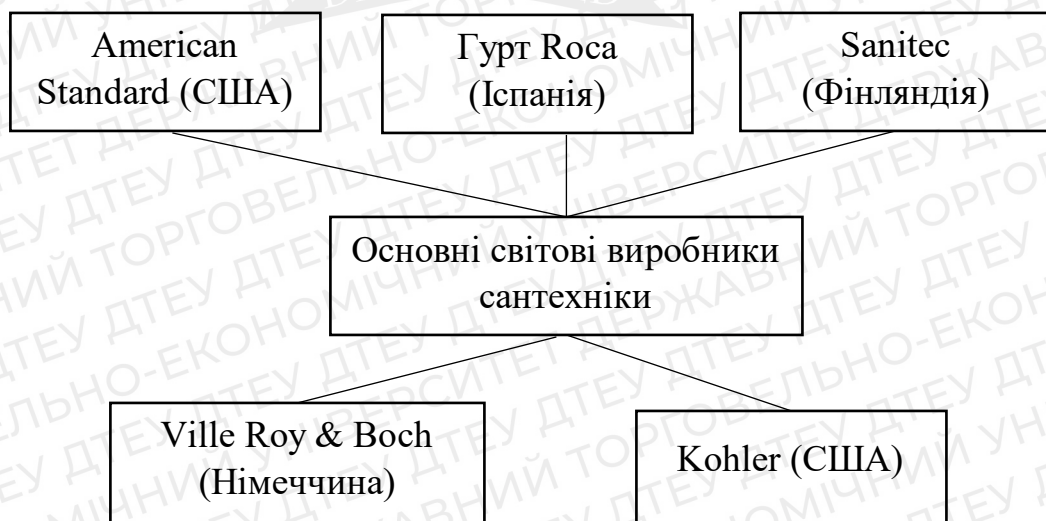 American
Standard (США)
Гурт Roca
(Іспанія)
Sanitec
(Фінляндія)
Основні світові виробники
сантехніки
Ville Roy & Boch
(Німеччина)
Kohler (США)